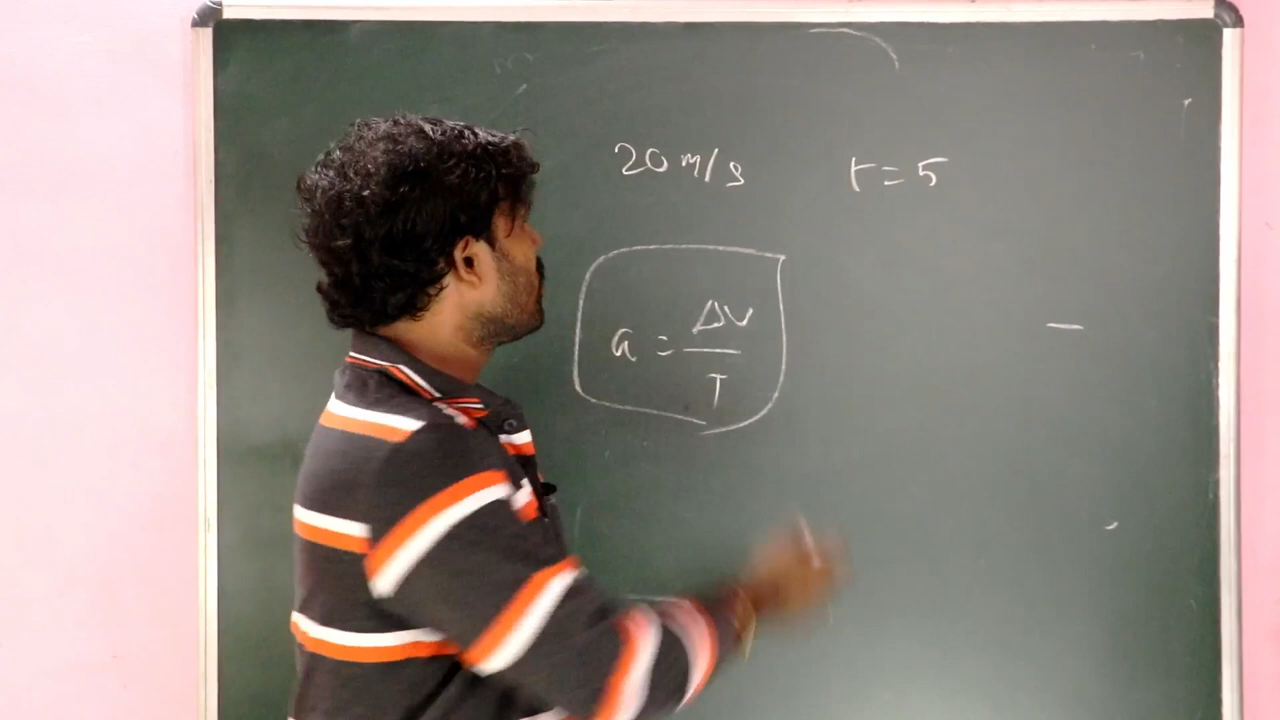 20 m/s r = 5
a = ΔV / T